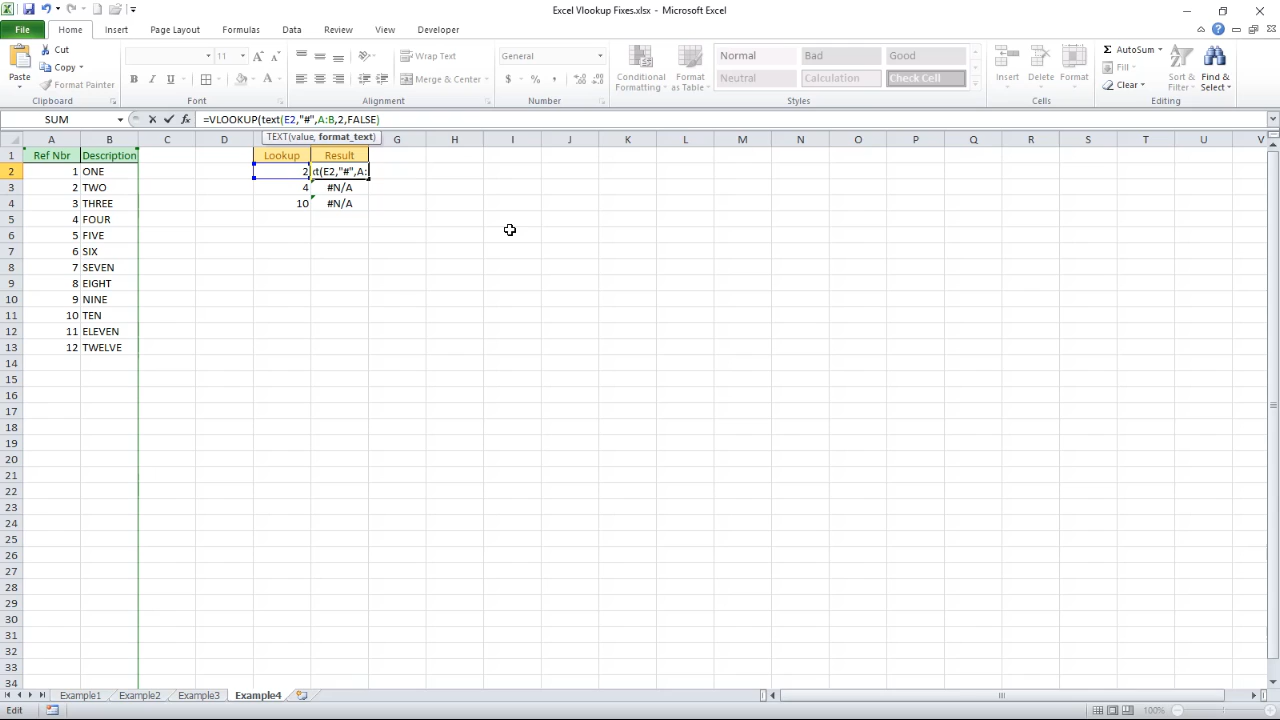 Excel Vlookup Fixes.xlsx - Microsoft Excel
File Home Insert Page Layout Formulas Data Review View Developer
Paste Cut Copy Format Painter
11 A A B I U A
Wrap Text Merge & Center
General $ %
Conditional Formatting Format as Table
Normal Bad Good
Neutral Calculation Check Cell
Insert Delete Format
AutoSum Fill Clear
Sort & Filter Find & Select
Clipboard Font Alignment Number Styles Cells Editing
SUM fx =VLOOKUP(text(E2,"#",A:B,2,FALSE)
TEXT(value, format_text)
A B C D E G H I J K L M N O P Q R S T U V
1 Ref Nbr Description Lookup Result
2 1 ONE 2 xt(E2,"#",A:
3 2 TWO 4 #N/A
4 3 THREE 10 #N/A
5 4 FOUR
6 5 FIVE
7 6 SIX
8 7 SEVEN
9 8 EIGHT
10 9 NINE
11 10 TEN
12 11 ELEVEN
13 12 TWELVE
14
15
16
17
18
19
20
21
22
23
24
25
26
27
28
29
30
31
32
33
34
Example1 Example2 Example3 Example4
Edit 100%